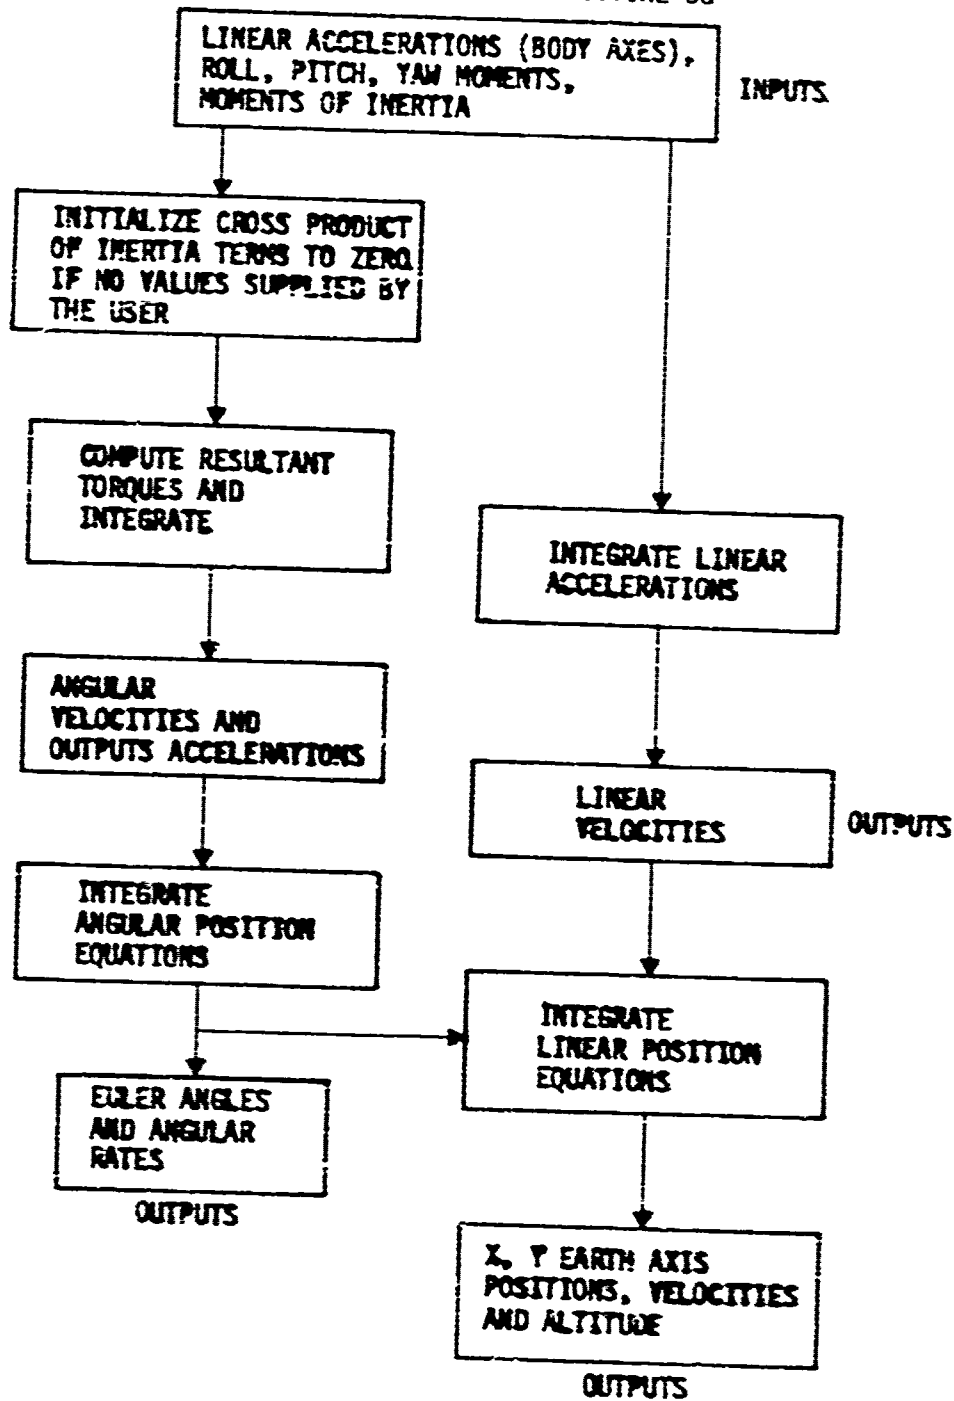 LINEAR ACCELERATIONS (BODY AXES),
ROLL, PITCH, YAW MOMENTS,
MOMENTS OF INERTIA
INPUTS
INITIALIZE CROSS PRODUCT
OF INERTIA TERMS TO ZERO
IF NO VALUES SUPPLIED BY
THE USER
COMPUTE RESULTANT
TORQUES AND
INTEGRATE
INTEGRATE LINEAR
ACCELERATIONS
ANGULAR
VELOCITIES AND
OUTPUTS ACCELERATIONS
LINEAR
VELOCITIES
OUTPUTS
INTEGRATE
ANGULAR POSITION
EQUATIONS
INTEGRATE
LINEAR POSITION
EQUATIONS
EULER ANGLES
AND ANGULAR
RATES
OUTPUTS
X, Y EARTH AXIS
POSITIONS, VELOCITIES
AND ALTITUDE
OUTPUTS